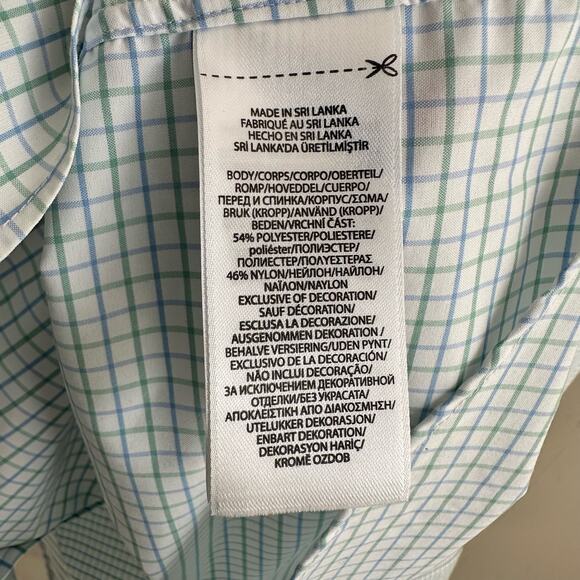 MADE IN SRI LANKA
FABRIQUÉ AU SRI LANKA
HECHO EN SRI LANKA
SRİ LANKA'DA ÜRETİLMİŞTİR
BODY/CORPS/CORPO/OBERTEIL/
ROMP/HOVEDDEL/CUERPO/
ПЕРЕД И СПИНКА/КОРПУС/ΣΩΜΑ/
BRUK (KROPP)/ANVÄND (KROPP)/
BEDEN/VRCHNÍ ČÁST:
54% POLYESTER/POLIESTERE/
poliéster/ПОЛИЭСТЕР/
ПОЛИЕСТЕР/ΠΟΛΥΕΣΤΕΡΑΣ
46% NYLON/НЕЙЛОН/НАЙЛОН/
ΝΑΪΛΟΝ/NAYLON
EXCLUSIVE OF DECORATION/
SAUF DÉCORATION/
ESCLUSA LA DECORAZIONE/
AUSGENOMMEN DEKORATION /
BEHALVE VERSIERING/UDEN PYNT/
EXCLUSIVO DE LA DECORACIÓN/
NÃO INCLUI DECORAÇÃO/
ЗА ИСКЛЮЧЕНИЕМ ДЕКОРАТИВНОЙ
ОТДЕЛКИ/БЕЗ УКРАСАТА/
ΑΠΟΚΛΕΙΣΤΙΚΗ ΑΠΟ ΔΙΑΚΟΣΜΗΣΗ/
UTELUKKER DEKORASJON/
ENBART DEKORATION/
DEKORASYON HARİÇ/
KROMĚ OZDOB